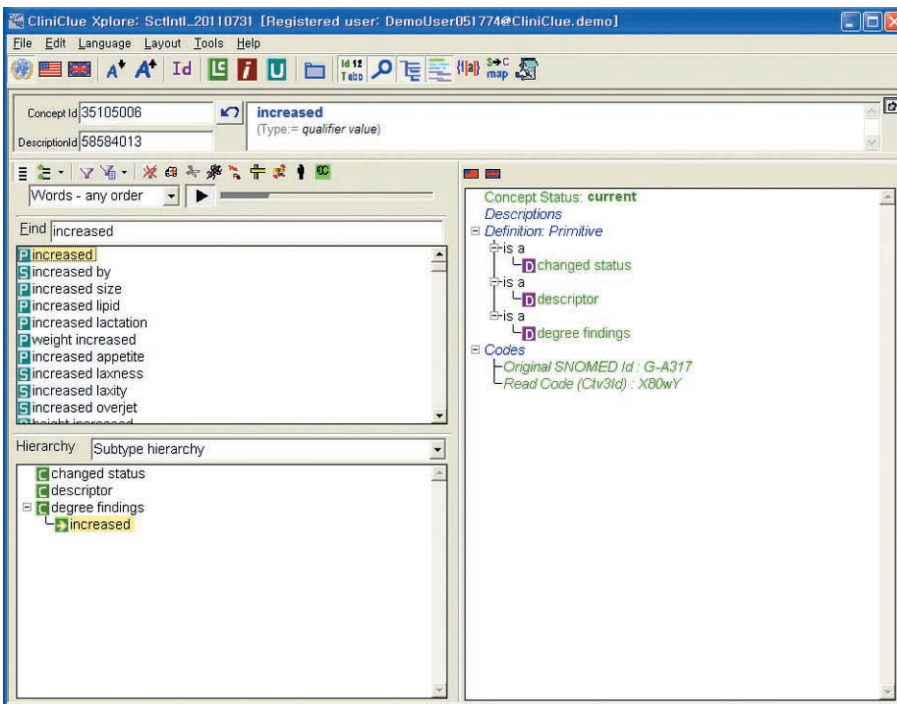 CliniClue Xplore: SctIntl_20110731 [Registered user: DemoUser051774@CliniClue.demo]
File Edit Language Layout Tools Help
A A Id i U Id 12 Tebo {|a|} S→C map
Concept Id 35105006
DescriptionId 58584013
increased
(Type:= qualifier value)
Words - any order
Find increased
P increased
S increased by
P increased size
P increased lipid
P increased lactation
P weight increased
P increased appetite
S increased laxness
S increased laxity
S increased overjet
P height increased
Hierarchy Subtype hierarchy
C changed status
C descriptor
C degree findings
increased
Concept Status: current
Descriptions
Definition: Primitive
is a
D changed status
is a
D descriptor
is a
D degree findings
Codes
Original SNOMED Id : G-A317
Read Code (Ctv3Id) : X80wY